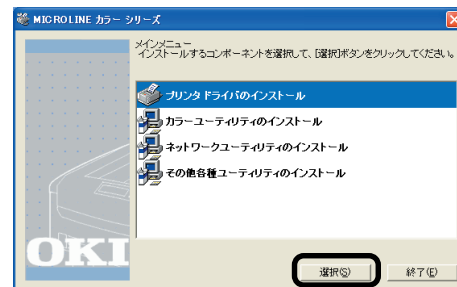 MICROLINE カラー シリーズ
メインメニュー
インストールするコンポーネントを選択して、[選択]ボタンをクリックしてください。
プリンタドライバのインストール
カラーユーティリティのインストール
ネットワークユーティリティのインストール
その他各種ユーティリティのインストール
OKI
選択(S)
終了(E)